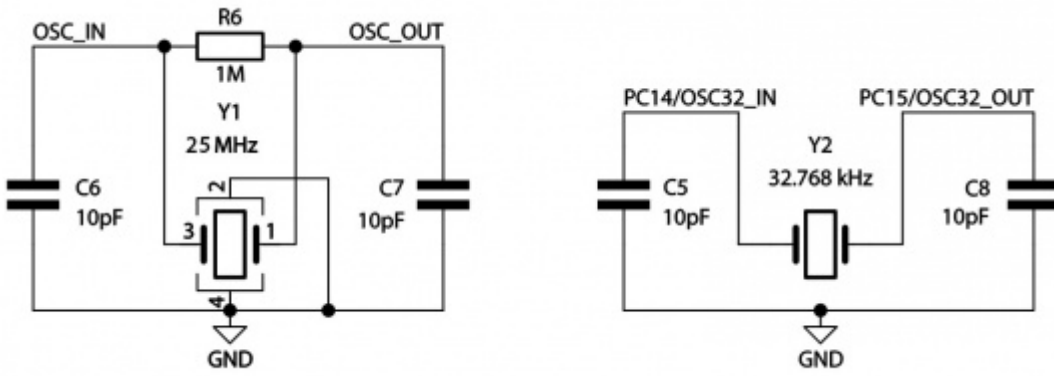 R6
OSC_IN
OSC_OUT
1M
Y1
25 MHz
2
C6
10pF
C7
10pF
3
1
4
GND
PC14/OSC32_IN
PC15/OSC32_OUT
Y2
32.768 kHz
C5
10pF
C8
10pF
GND